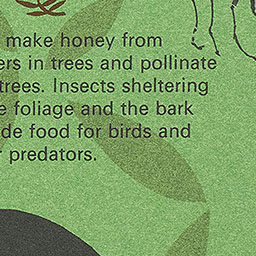 make honey from
ers in trees and pollinate
trees. Insects sheltering
e foliage and the bark
de food for birds and
r predators.